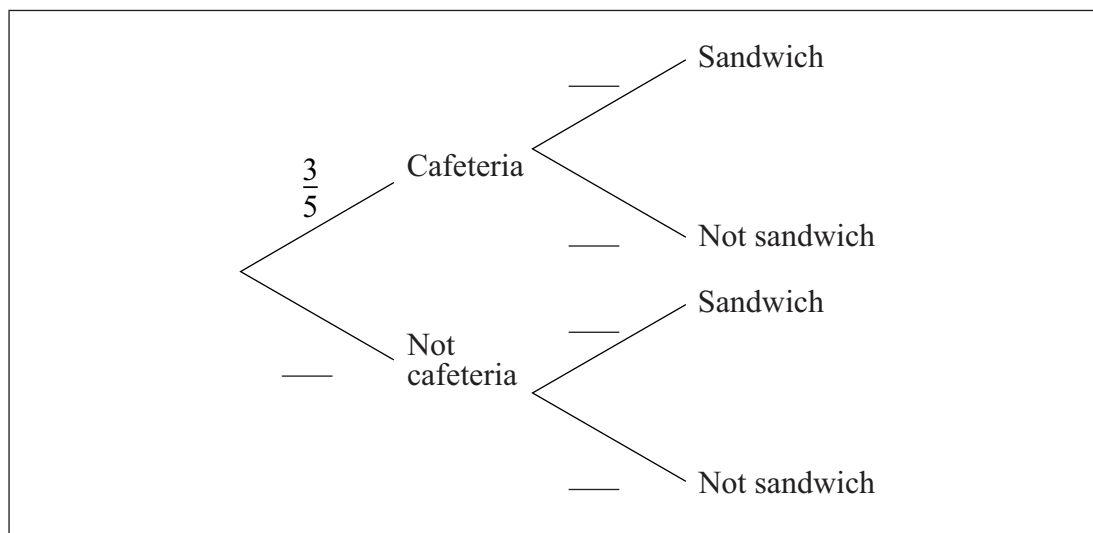 Sandwich
3
5
Cafeteria
Not sandwich
Sandwich
Not
cafeteria
Not sandwich